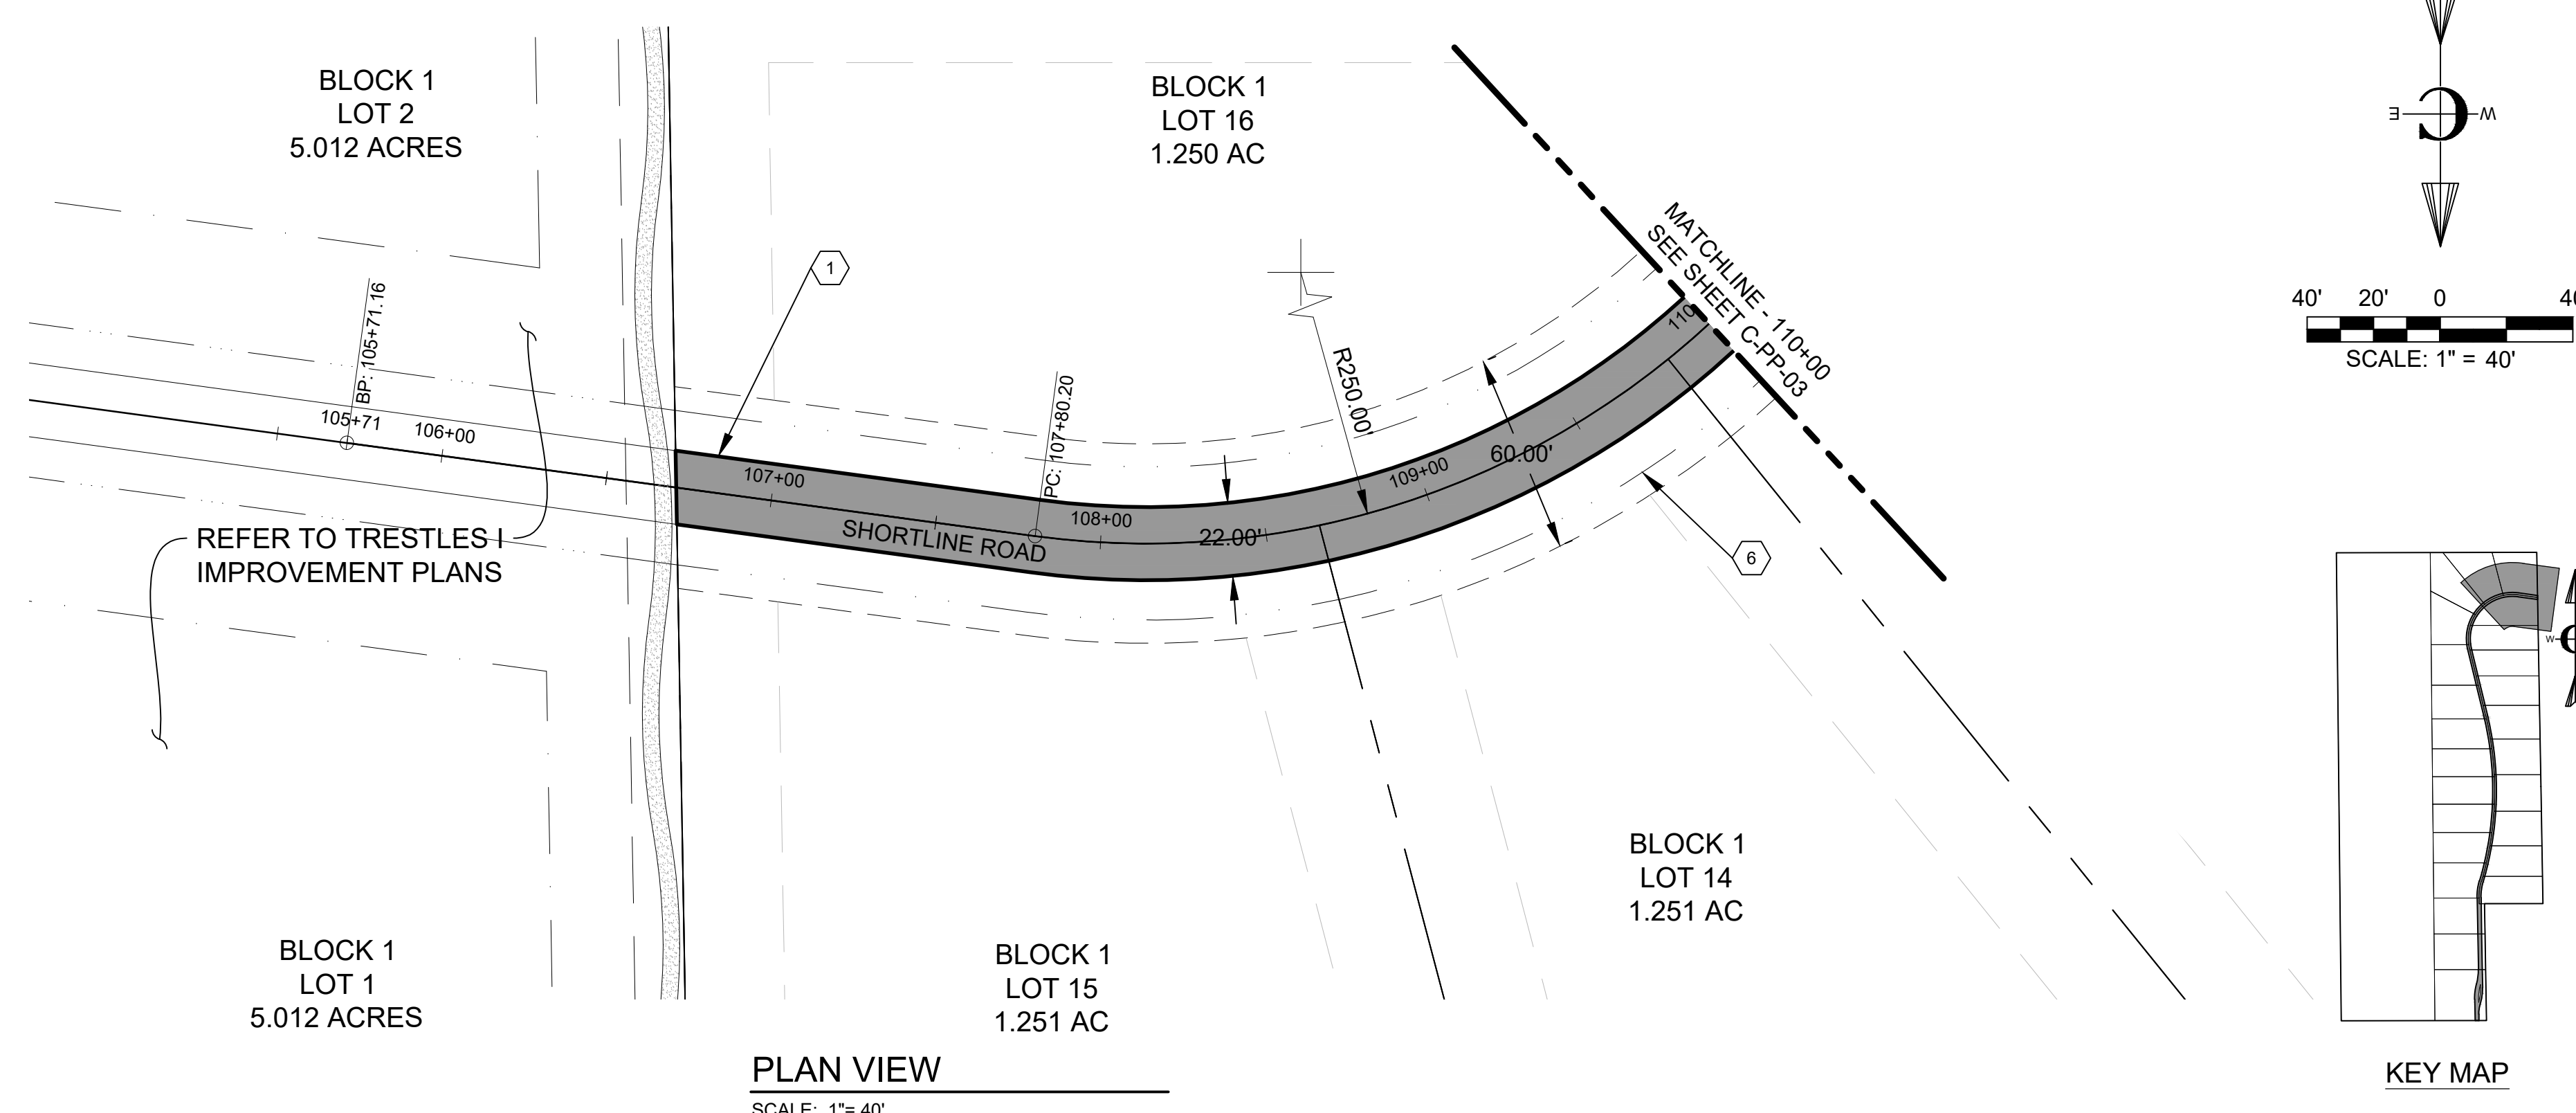 BLOCK 1
LOT 2
5.012 ACRES
BLOCK 1
LOT 16
1.250 AC
E
C
W
MATCHLINE - 110+00
SEE SHEET C-PP-03
40'
20'
0
SCALE: 1" = 40'
1
BP: 105+71.16
105+71
106+00
107+00
PC: 107+80.20
108+00
SHORTLINE ROAD
22.00'
R250.00'
109+00
60.00'
110
6
REFER TO TRESTLES I
IMPROVEMENT PLANS
BLOCK 1
LOT 1
5.012 ACRES
BLOCK 1
LOT 15
1.251 AC
BLOCK 1
LOT 14
1.251 AC
W
PLAN VIEW
SCALE: 1"= 40'
KEY MAP